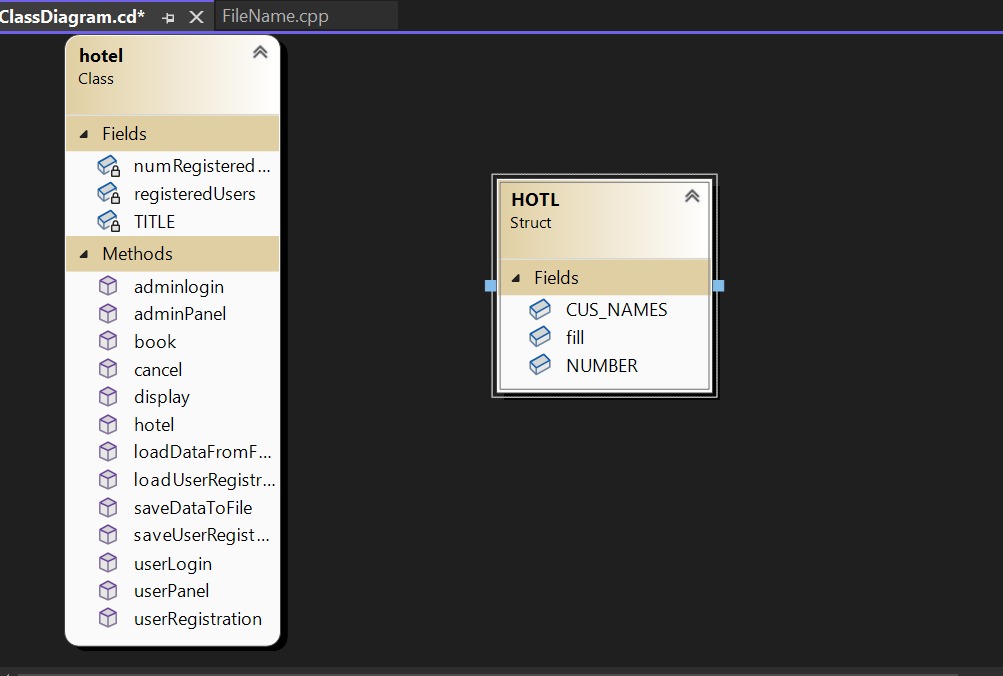 ClassDiagram.cd*
FileName.cpp
hotel
Class
Fields
numRegistered...
registeredUsers
TITLE
Methods
adminlogin
adminPanel
book
cancel
display
hotel
loadDataFromF...
loadUserRegistr...
saveDataToFile
saveUserRegist...
userLogin
userPanel
userRegistration
HOTL
Struct
Fields
CUS_NAMES
fill
NUMBER